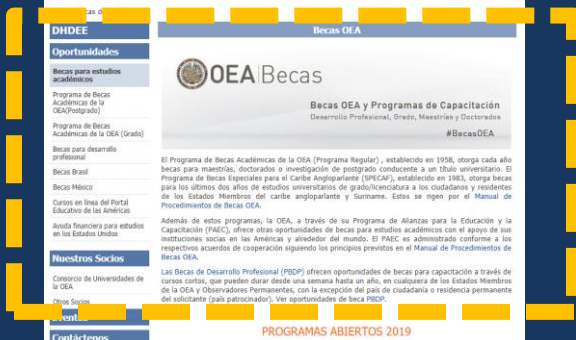 DHDEE
Oportunidades
Becas para estudios
académicos
Programa de Becas
Académicas de la
OEA(Postgrado)
Programa de Becas
Académicas de la OEA (Grado)
Becas para desarrollo
profesional
Becas Brasil
Becas México
Cursos en línea del Portal
Educativo de las Américas
Ayuda financiera para estudios
en los Estados Unidos
Nuestros Socios
Consorcio de Universidades de
la OEA
Otros Socios
Eventos
Contáctenos
Becas OEA
OEA Becas
Becas OEA y Programas de Capacitación
Desarrollo Profesional, Grado, Maestrías y Doctorados
#BecasOEA
El Programa de Becas Académicas de la OEA (Programa Regular) , establecido en 1958, otorga cada año
becas para maestrías, doctorados o investigación de postgrado conducente a un título universitario. El
Programa de Becas Especiales para el Caribe Angloparlante (SPECAF), establecido en 1983, otorga becas
para los últimos dos años de estudios universitarios de grado/licenciatura a los ciudadanos y residentes
de los Estados Miembros del caribe angloparlante y Suriname. Estos se rigen por el Manual de
Procedimientos de Becas OEA.
Además de estos programas, la OEA, a través de su Programa de Alianzas para la Educación y la
Capacitación (PAEC), ofrece otras oportunidades de becas para estudios académicos con el apoyo de sus
instituciones socias en las Américas y alrededor del mundo. El PAEC es administrado conforme a los
respectivos acuerdos de cooperación siguiendo los principios previstos en el Manual de Procedimientos de
Becas OEA.
Las Becas de Desarrollo Profesional (PBDP) ofrecen oportunidades de becas para capacitación a través de
cursos cortos, que pueden durar desde una semana hasta un año, en cualquiera de los Estados Miembros
de la OEA y Observadores Permanentes, con la excepción del país de ciudadanía o residencia permanente
del solicitante (país patrocinador). Ver oportunidades de beca PBDP.
PROGRAMAS ABIERTOS 2019